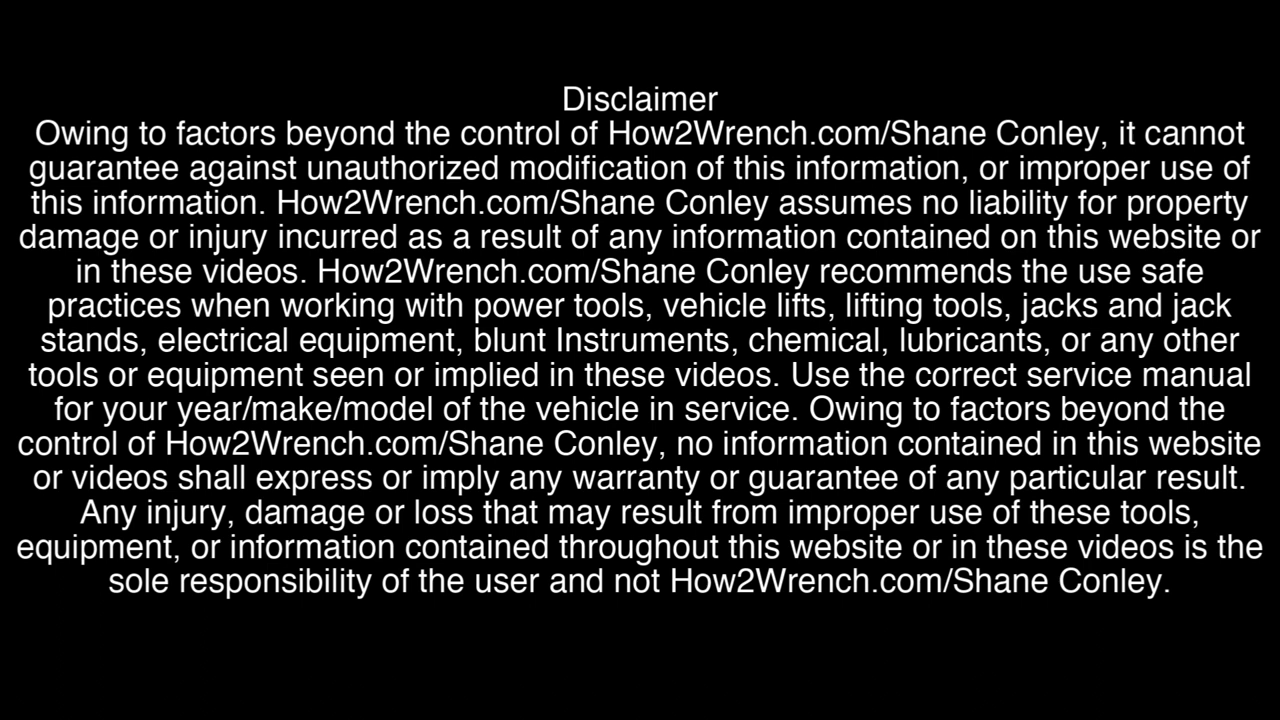 Disclaimer
Owing to factors beyond the control of How2Wrench.com/Shane Conley, it cannot
guarantee against unauthorized modification of this information, or improper use of
this information. How2Wrench.com/Shane Conley assumes no liability for property
damage or injury incurred as a result of any information contained on this website or
in these videos. How2Wrench.com/Shane Conley recommends the use safe
practices when working with power tools, vehicle lifts, lifting tools, jacks and jack
stands, electrical equipment, blunt Instruments, chemical, lubricants, or any other
tools or equipment seen or implied in these videos. Use the correct service manual
for your year/make/model of the vehicle in service. Owing to factors beyond the
control of How2Wrench.com/Shane Conley, no information contained in this website
or videos shall express or imply any warranty or guarantee of any particular result.
Any injury, damage or loss that may result from improper use of these tools,
equipment, or information contained throughout this website or in these videos is the
sole responsibility of the user and not How2Wrench.com/Shane Conley.